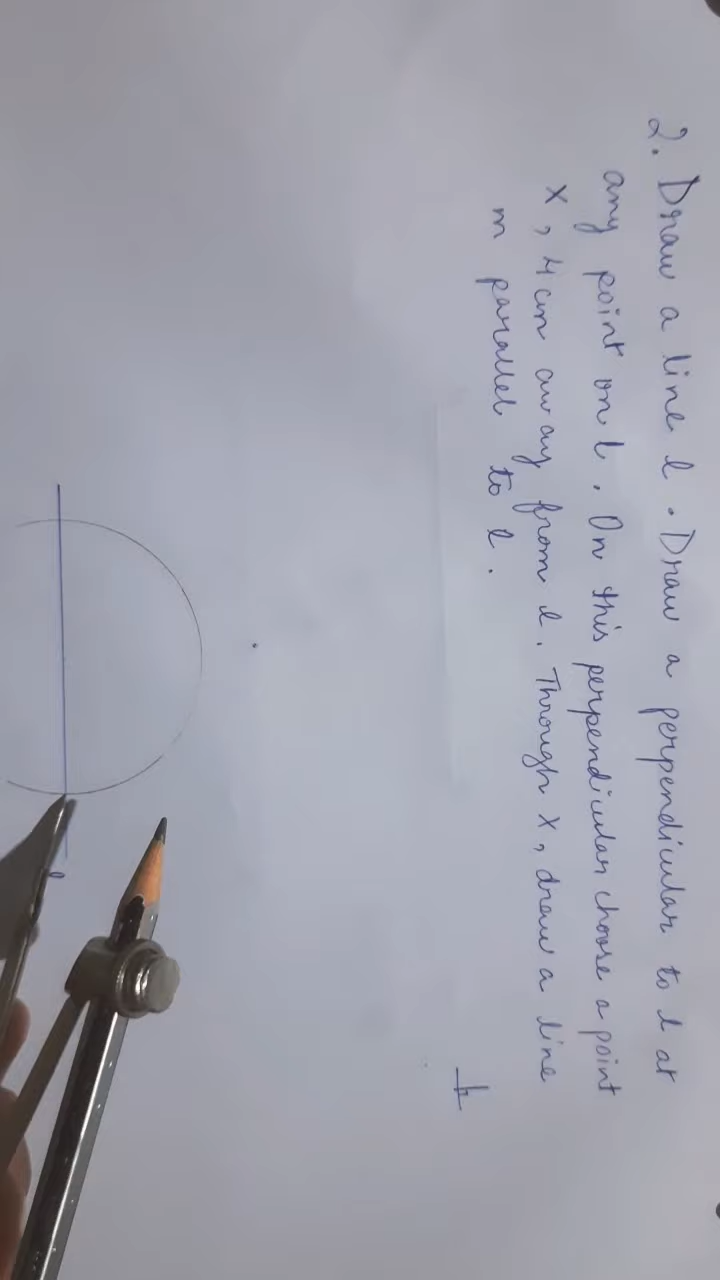 2. Draw a line l. Draw a perpendicular to l at
any point on l. On this perpendicular choose a point
X, 4 cm away from l. Through X, draw a line
m parallel to l.
l